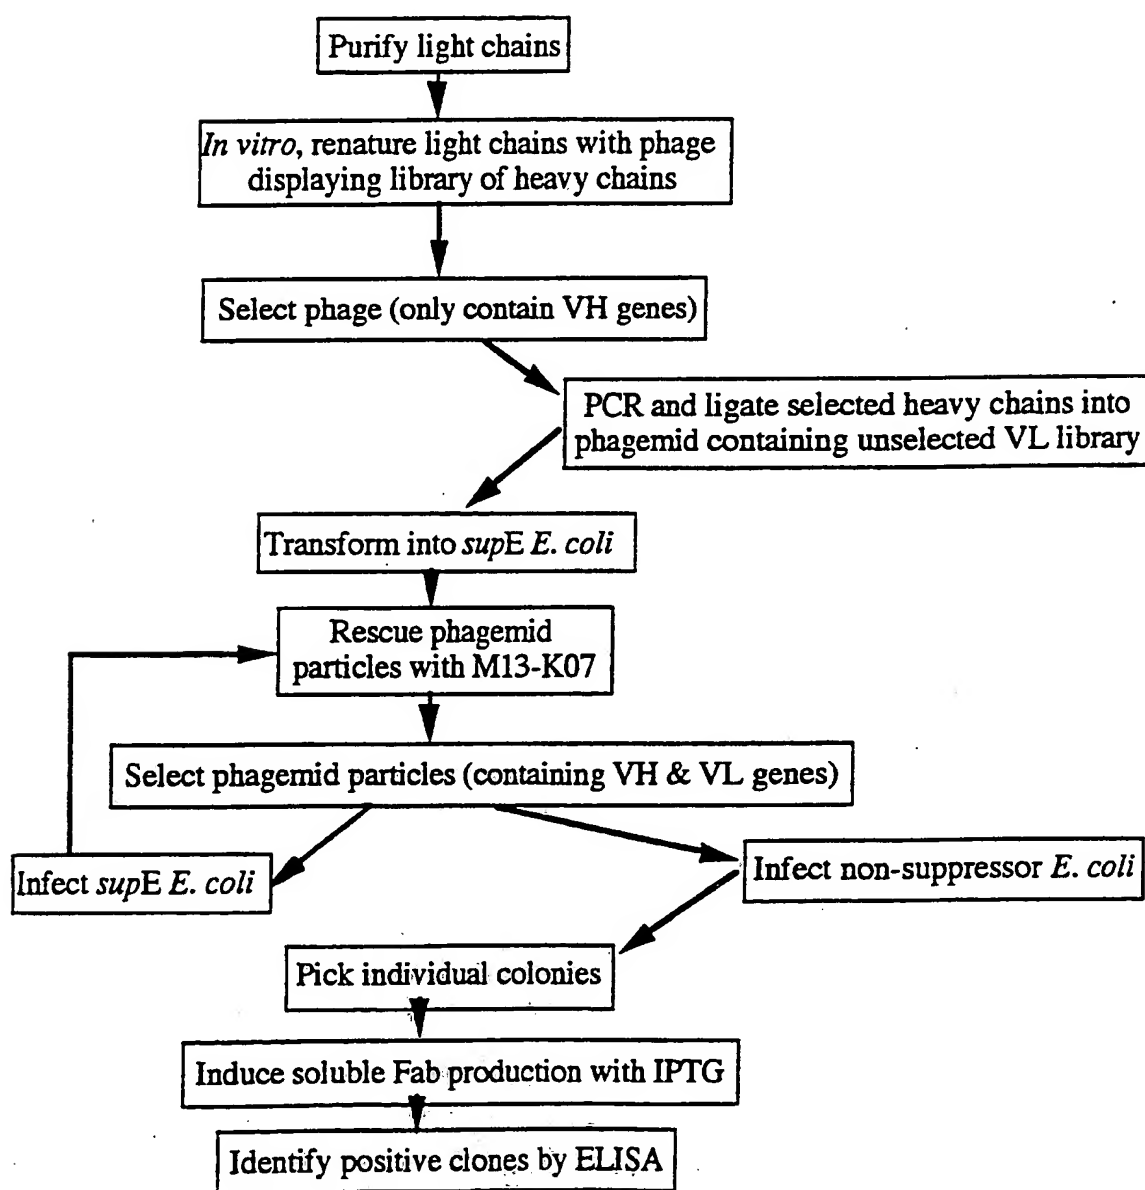 Purify light chains
In vitro, renature light chains with phage
displaying library of heavy chains
Select phage (only contain VH genes)
PCR and ligate selected heavy chains into
phagemid containing unselected VL library
Transform into supE E. coli
Rescue phagemid
particles with M13-K07
Select phagemid particles (containing VH & VL genes)
Infect supE E. coli
Infect non-suppressor E. coli
Pick individual colonies
Induce soluble Fab production with IPTG
Identify positive clones by ELISA